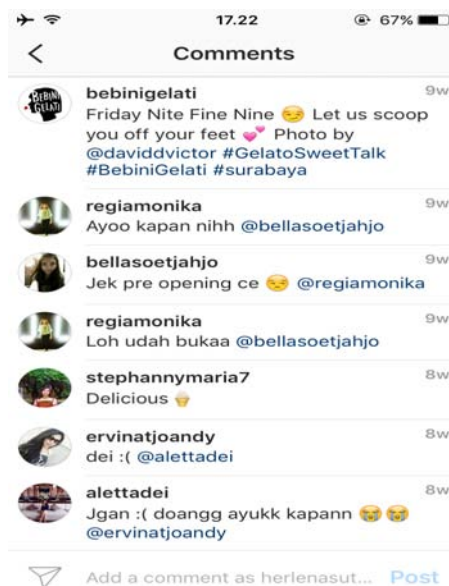 17.22 67%
Comments
BEBINI
GELATI
bebinigelati 9w
Friday Nite Fine Nine 😏 Let us scoop
you off your feet 💕 Photo by
@daviddvictor #GelatoSweetTalk
#BebiniGelati #surabaya
regiamonika 9w
Ayoo kapan nihh @bellasoetjahjo
bellasoetjahjo 9w
Jek pre opening ce 😏 @regiamonika
regiamonika 9w
Loh udah bukaa @bellasoetjahjo
stephannymaria7 8w
Delicious 🍦
ervinatjoandy 8w
dei :( @alettadei
alettadei 8w
Jgan :( doangg ayukk kapann 😭😭
@ervinatjoandy
Add a comment as herlenasut... Post